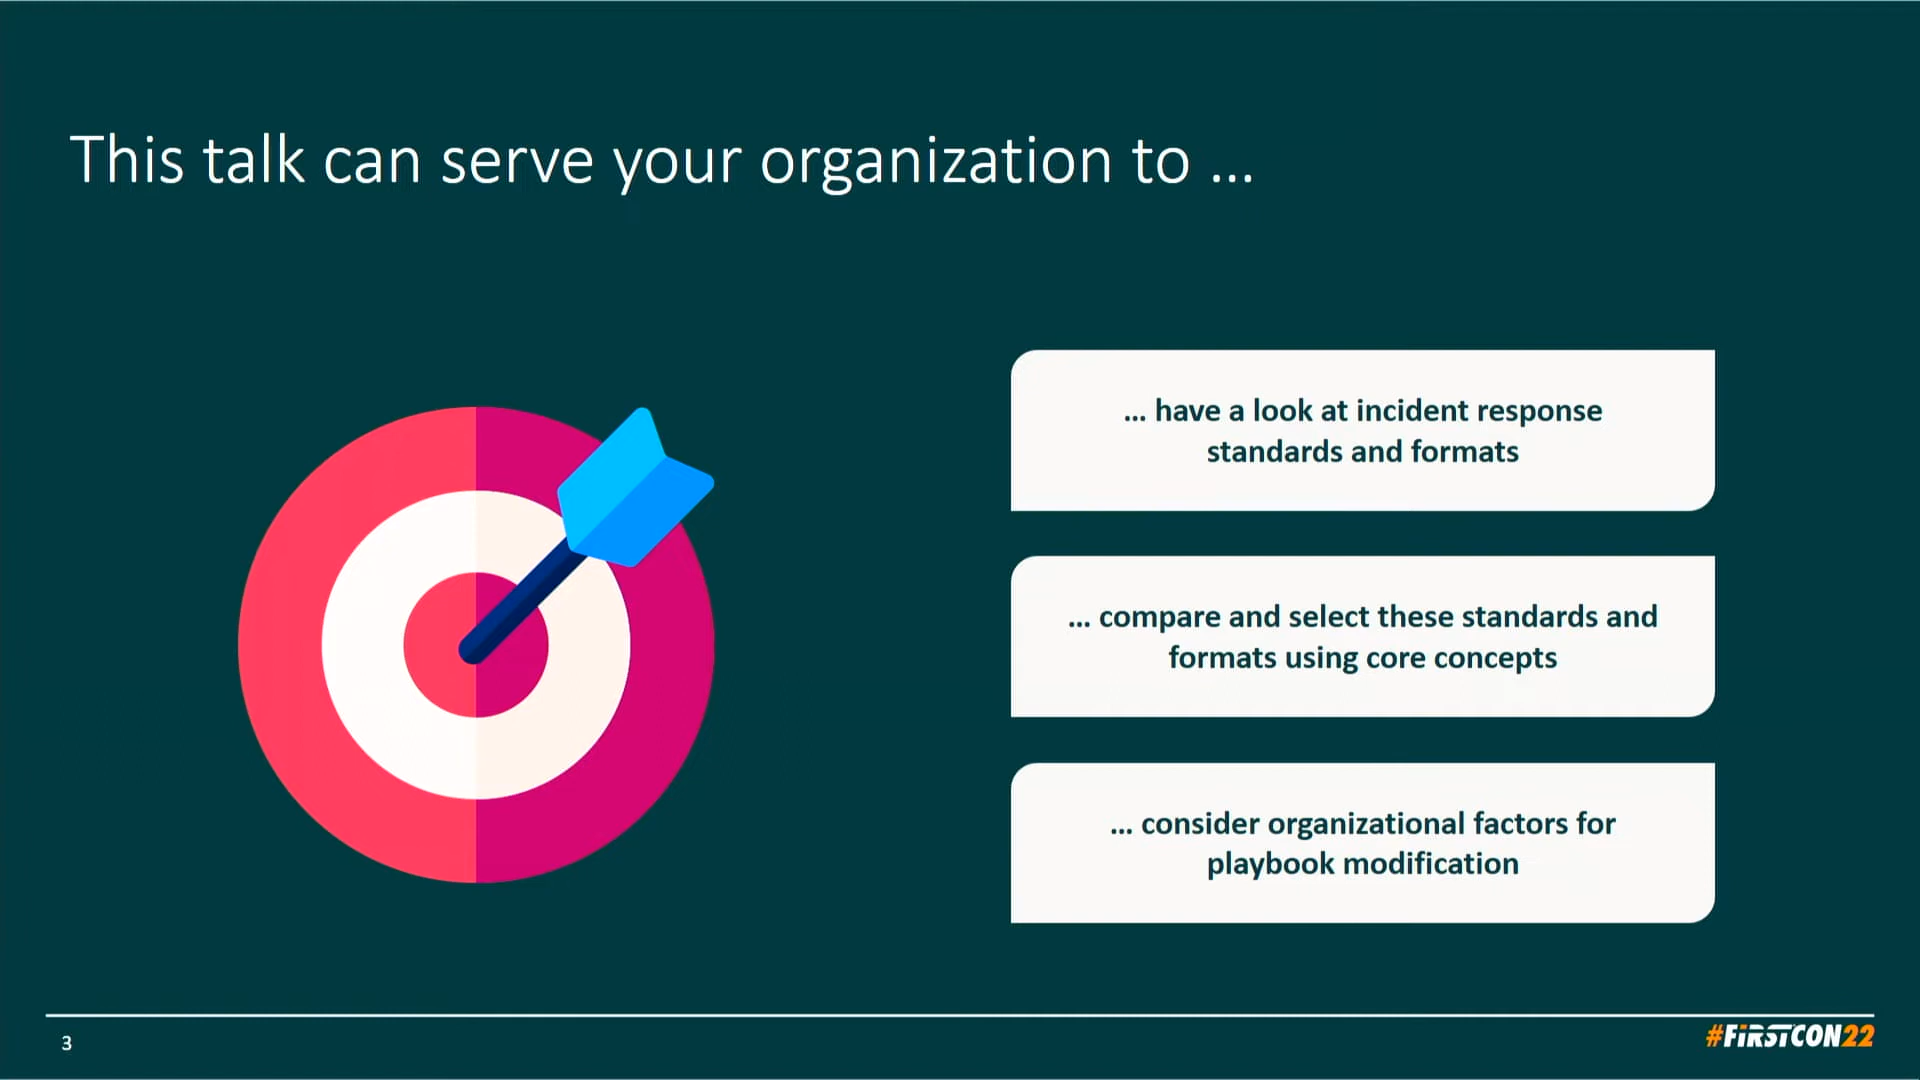 This talk can serve your organization to ...
... have a look at incident response
standards and formats
... compare and select these standards and
formats using core concepts
... consider organizational factors for
playbook modification
3
#FiRSTCON22